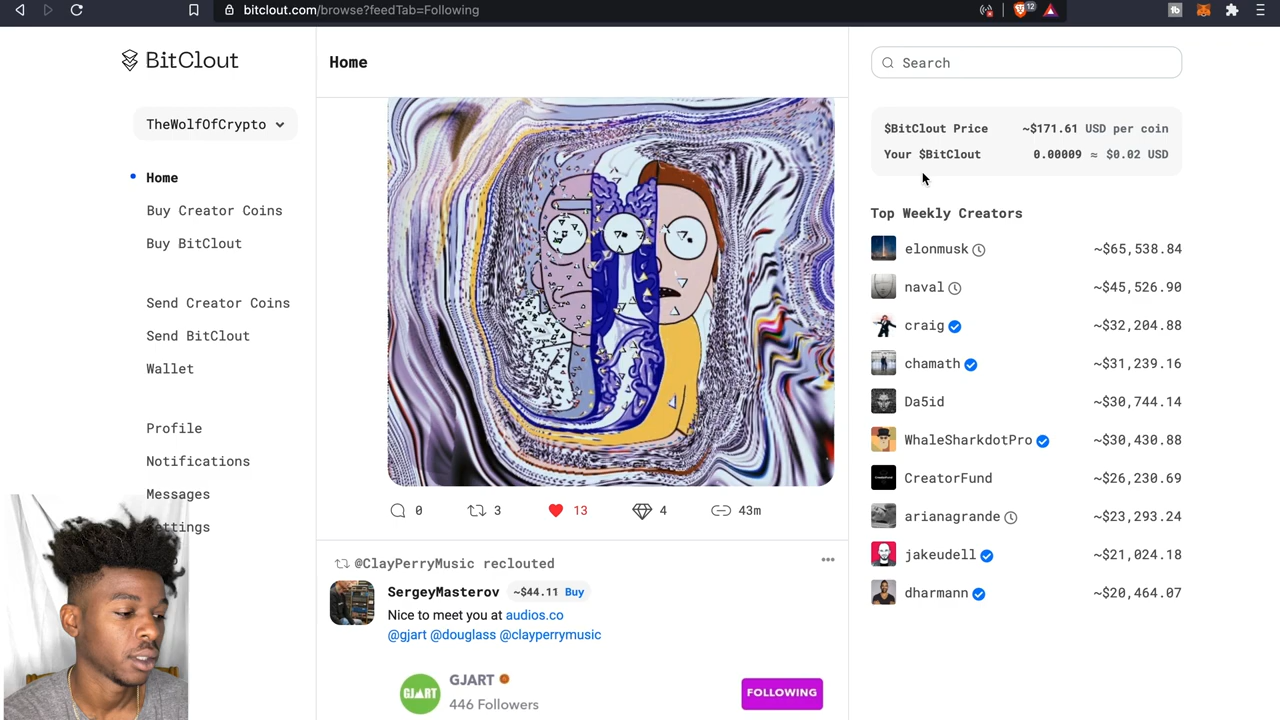 bitclout.com/browse?feedTab=Following
12
BitClout
TheWolfOfCrypto
Home
Buy Creator Coins
Buy BitClout
Send Creator Coins
Send BitClout
Wallet
Profile
Notifications
Messages
ettings
Home
0
3
13
4
43m
@ClayPerryMusic reclouted
SergeyMasterov ~$44.11 Buy
Nice to meet you at audios.co
@gjart @douglass @clayperrymusic
GJART
GJART
446 Followers
FOLLOWING
Search
$BitClout Price ~$171.61 USD per coin
Your $BitClout 0.00009 ≈ $0.02 USD
Top Weekly Creators
elonmusk ~$65,538.84
naval ~$45,526.90
craig ~$32,204.88
chamath ~$31,239.16
Da5id ~$30,744.14
WhaleSharkdotPro ~$30,430.88
CreatorFund ~$26,230.69
arianagrande ~$23,293.24
jakeudell ~$21,024.18
dharmann ~$20,464.07